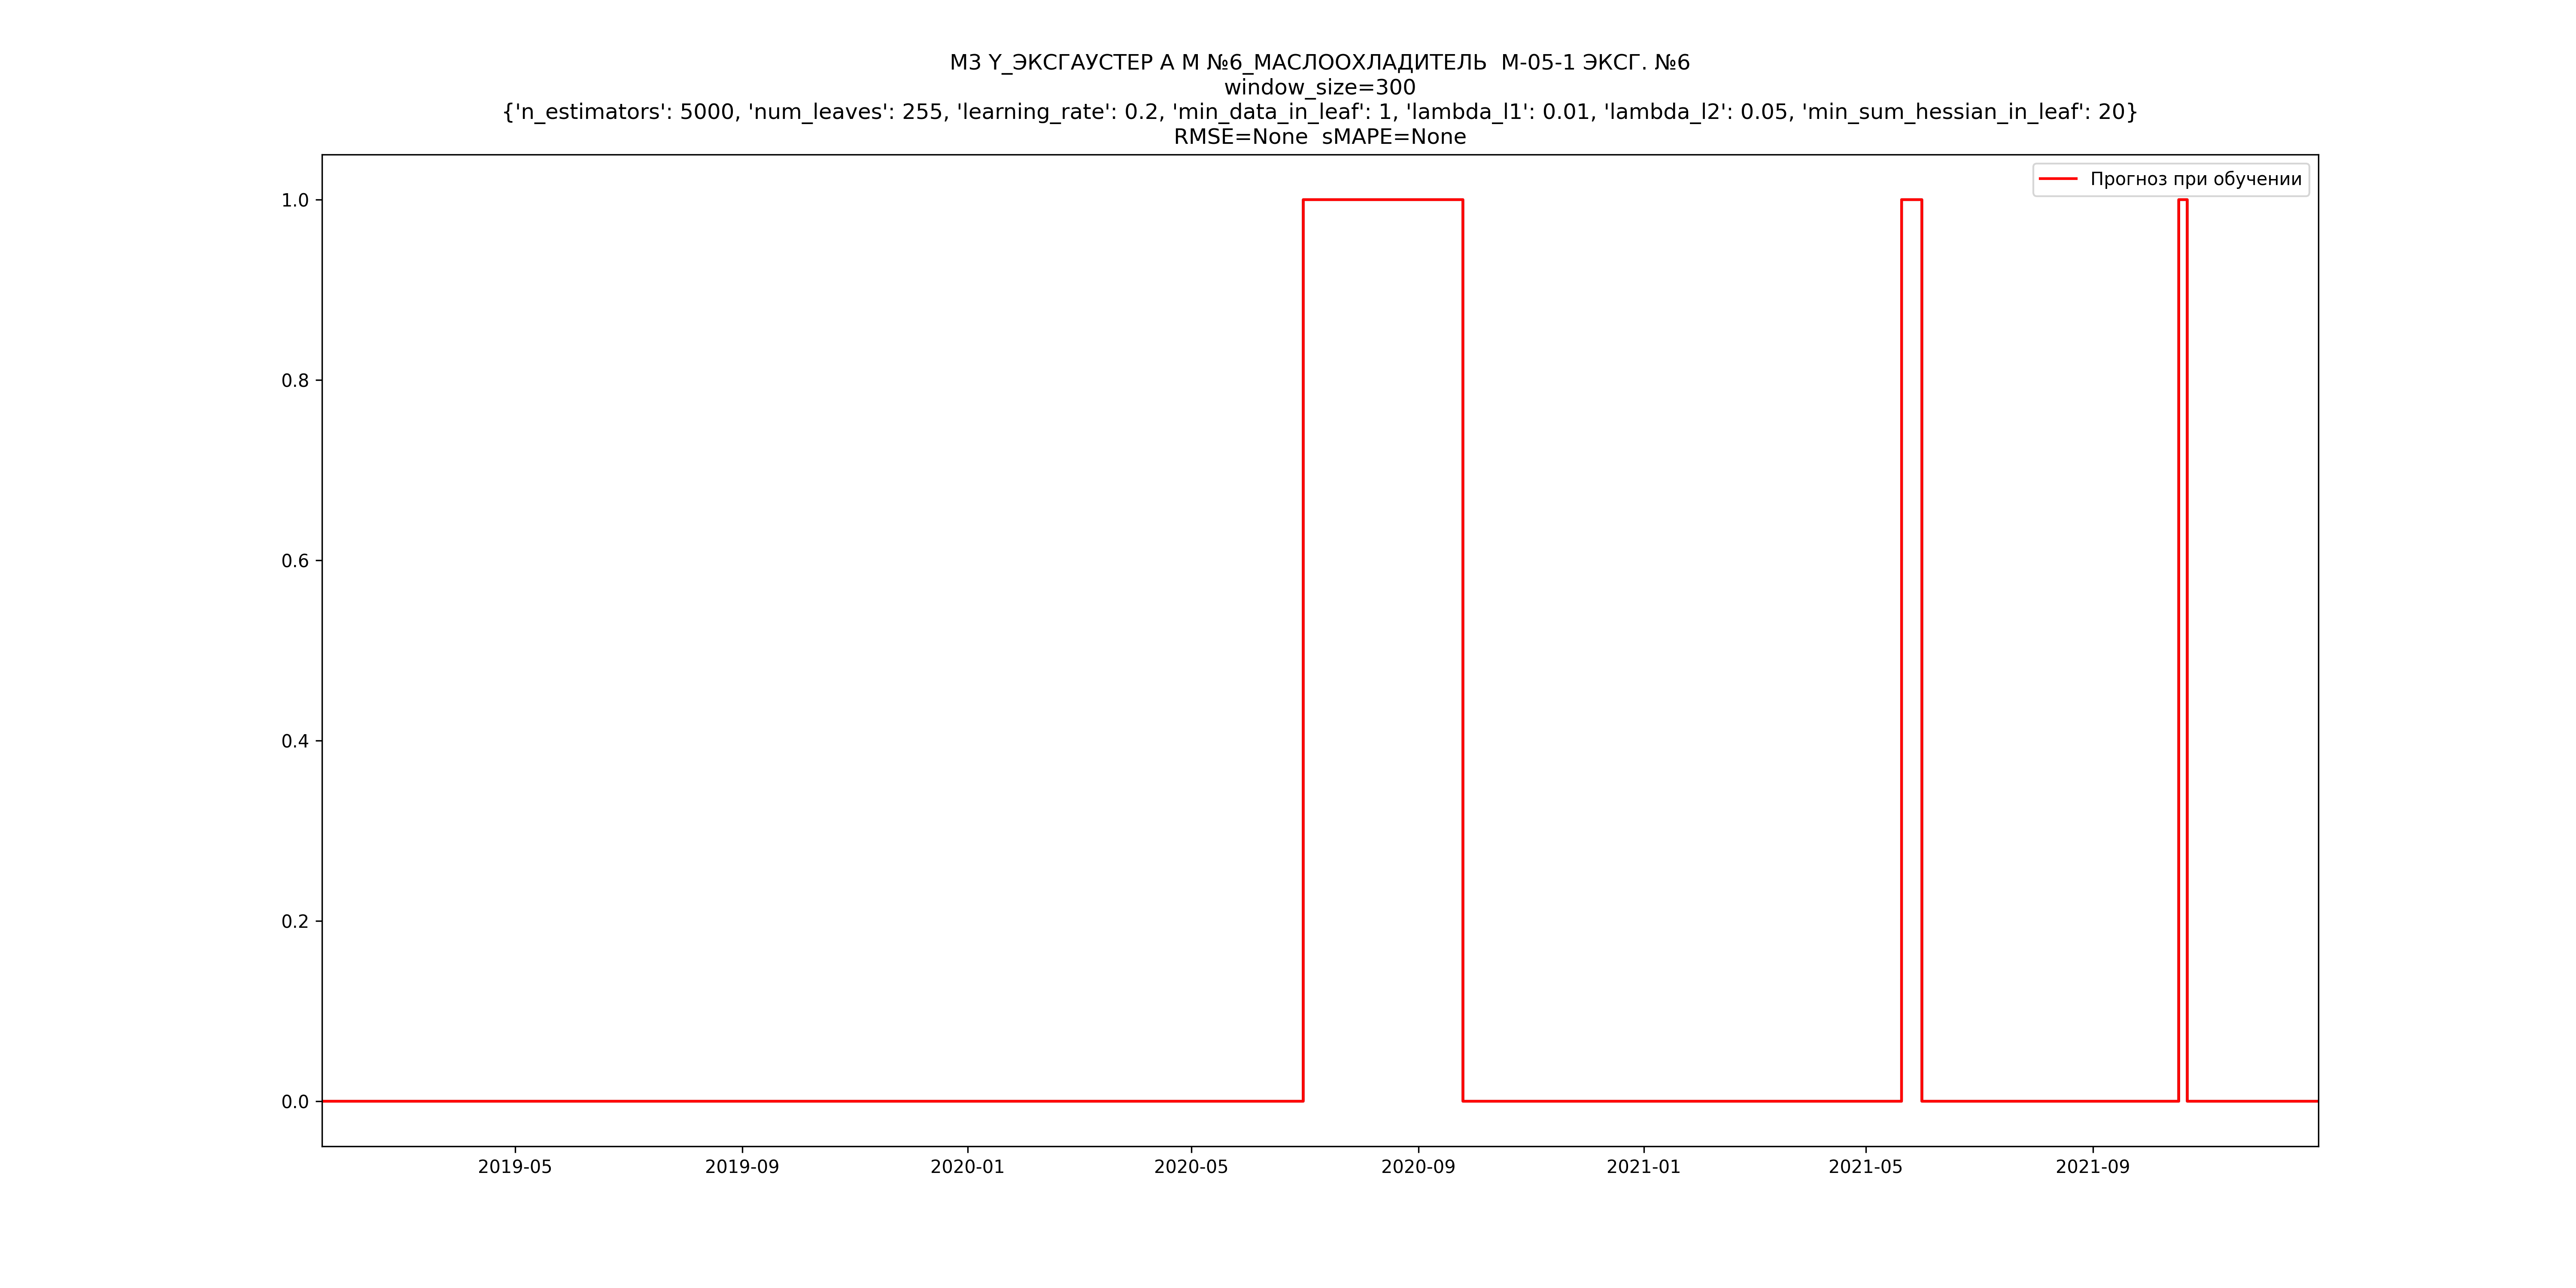 МЗ Y_ЭКСГАУСТЕР А М №6_МАСЛООХЛАДИТЕЛЬ  М-05-1 ЭКСГ. №6
window_size=300
{'n_estimators': 5000, 'num_leaves': 255, 'learning_rate': 0.2, 'min_data_in_leaf': 1, 'lambda_l1': 0.01, 'lambda_l2': 0.05, 'min_sum_hessian_in_leaf': 20}
RMSE=None  sMAPE=None
Прогноз при обучении
1.0
0.8
0.6
0.4
0.2
0.0
2019-05 2019-09 2020-01 2020-05 2020-09 2021-01 2021-05 2021-09